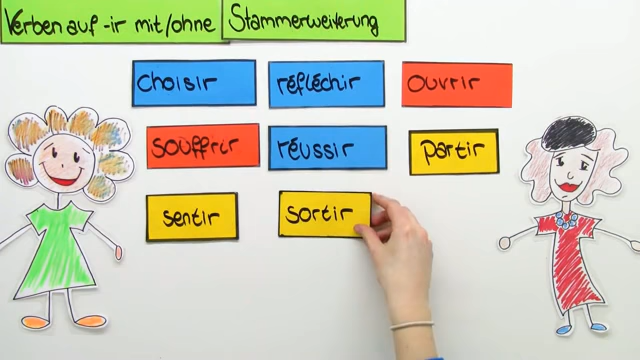 Verben auf -ir mit/ohne Stammerweiterung
choisir réfléchir ouvrir
souffrir réussir partir
sentir sortir